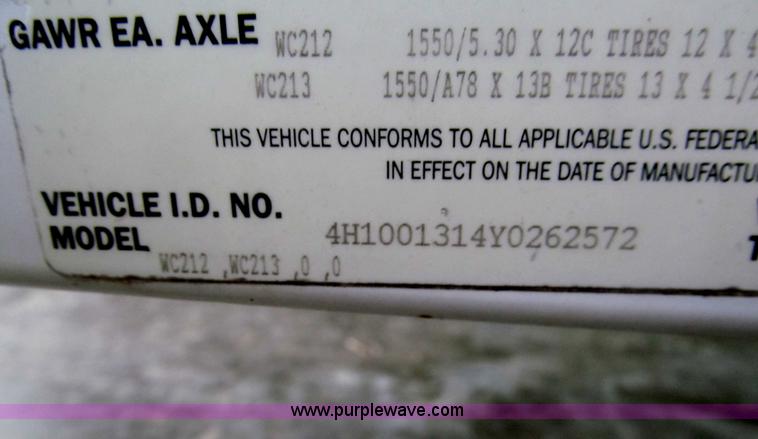 GAWR EA. AXLE WC212 1550/5.30 X 12C TIRES 12 X 4
WC213 1550/A78 X 13B TIRES 13 X 4 1/2
THIS VEHICLE CONFORMS TO ALL APPLICABLE U.S. FEDERA
IN EFFECT ON THE DATE OF MANUFACTU
VEHICLE I.D. NO. 4H1001314Y0262572
MODEL WC212 ,WC213 ,0 ,0
www.purplewave.com